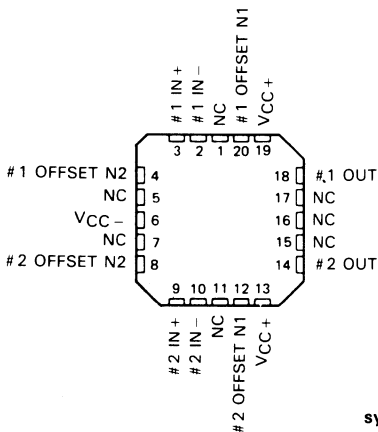 #1 IN+
#1 IN−
NC
#1 OFFSET N1
VCC+
3 2 1 20 19
#1 OFFSET N2 4
NC 5
VCC− 6
NC 7
#2 OFFSET N2 8
18 #1 OUT
17 NC
16 NC
15 NC
14 #2 OUT
9 10 11 12 13
#2 IN+
#2 IN−
NC
#2 OFFSET N1
VCC+
sy